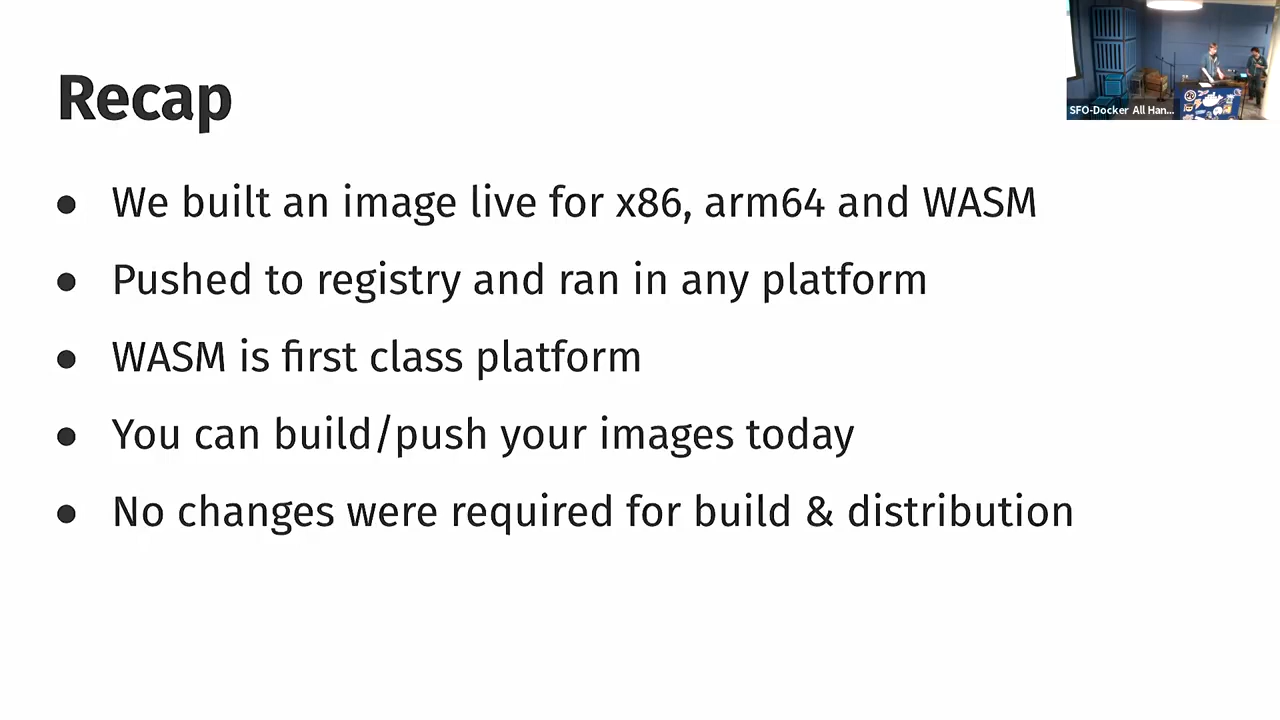 Recap
SFO-Docker All Han...
● We built an image live for x86, arm64 and WASM
● Pushed to registry and ran in any platform
● WASM is first class platform
● You can build/push your images today
● No changes were required for build & distribution